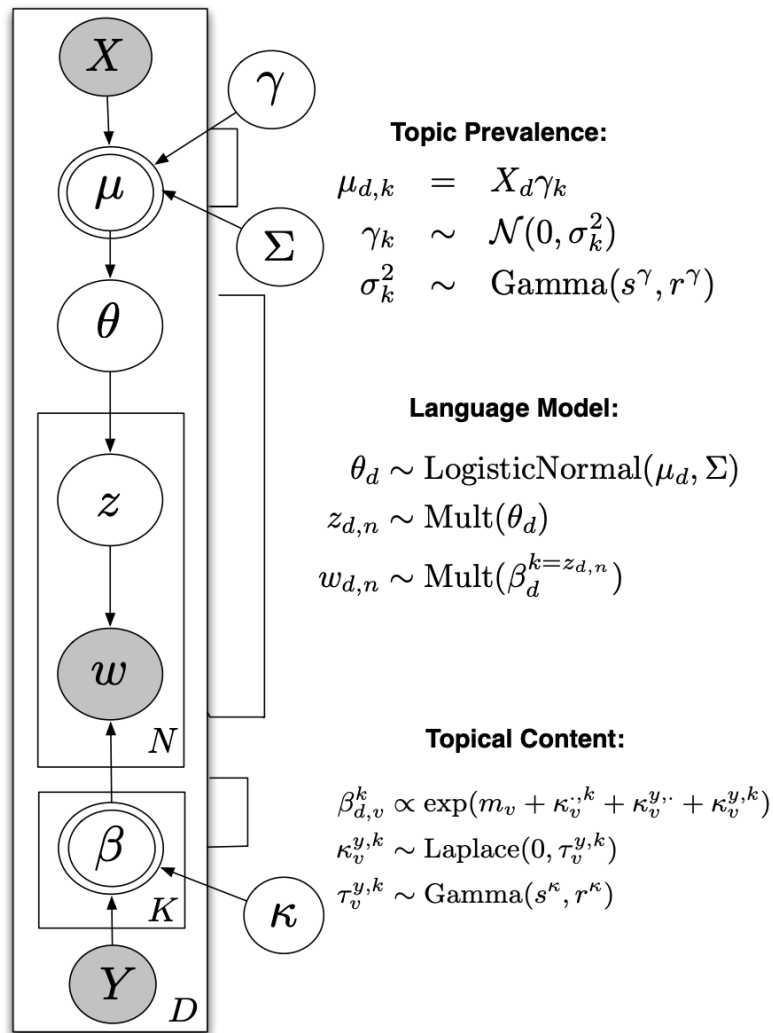 X
γ
μ
Σ
θ
z
w
N
β
K
κ
Y
D
Topic Prevalence:
μ_{d,k} = X_d γ_k
γ_k ∼ 𝒩(0, σ_k^2)
σ_k^2 ∼ Gamma(s^γ, r^γ)
Language Model:
θ_d ∼ LogisticNormal(μ_d, Σ)
z_{d,n} ∼ Mult(θ_d)
w_{d,n} ∼ Mult(β_d^{k=z_{d,n}})
Topical Content:
β_{d,v}^k ∝ exp(m_v + κ_v^{·,k} + κ_v^{y,·} + κ_v^{y,k})
κ_v^{y,k} ∼ Laplace(0, τ_v^{y,k})
τ_v^{y,k} ∼ Gamma(s^κ, r^κ)